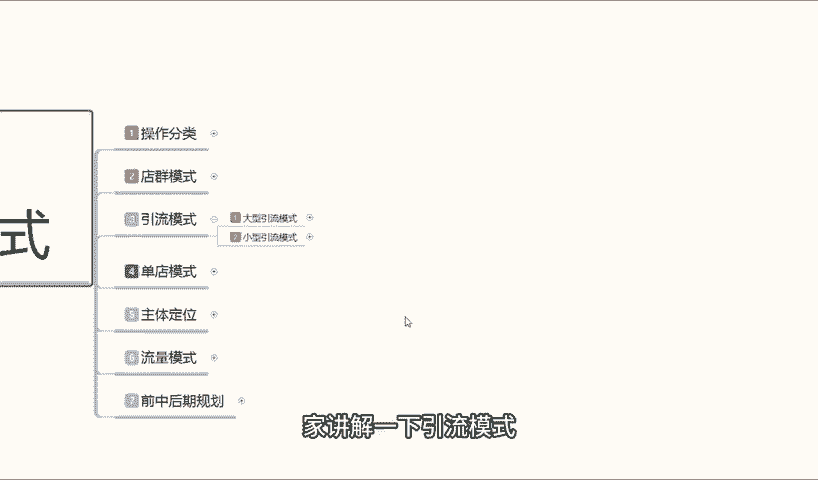 式
1 操作分类
2 店群模式
3 引流模式
1 大型引流模式
2 小型引流模式
4 单店模式
5 主体定位
6 流量模式
7 前中后期规划
家讲解一下引流模式